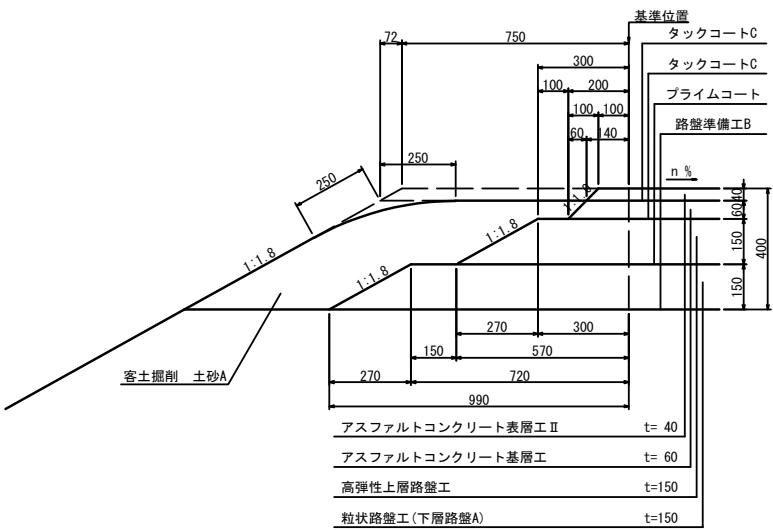 基準位置
72
750
タックコートC
300
タックコートC
100
200
プライムコート
100
100
60
140
路盤準備工B
250
n %
250
1:1.8
40
60
1:1.8
1:1.8
150
400
1:1.8
150
270
300
150
570
客土掘削 土砂A
270
720
990
アスファルトコンクリート表層工Ⅱ t= 40
アスファルトコンクリート基層工 t= 60
高弾性上層路盤工 t=150
粒状路盤工(下層路盤A) t=150